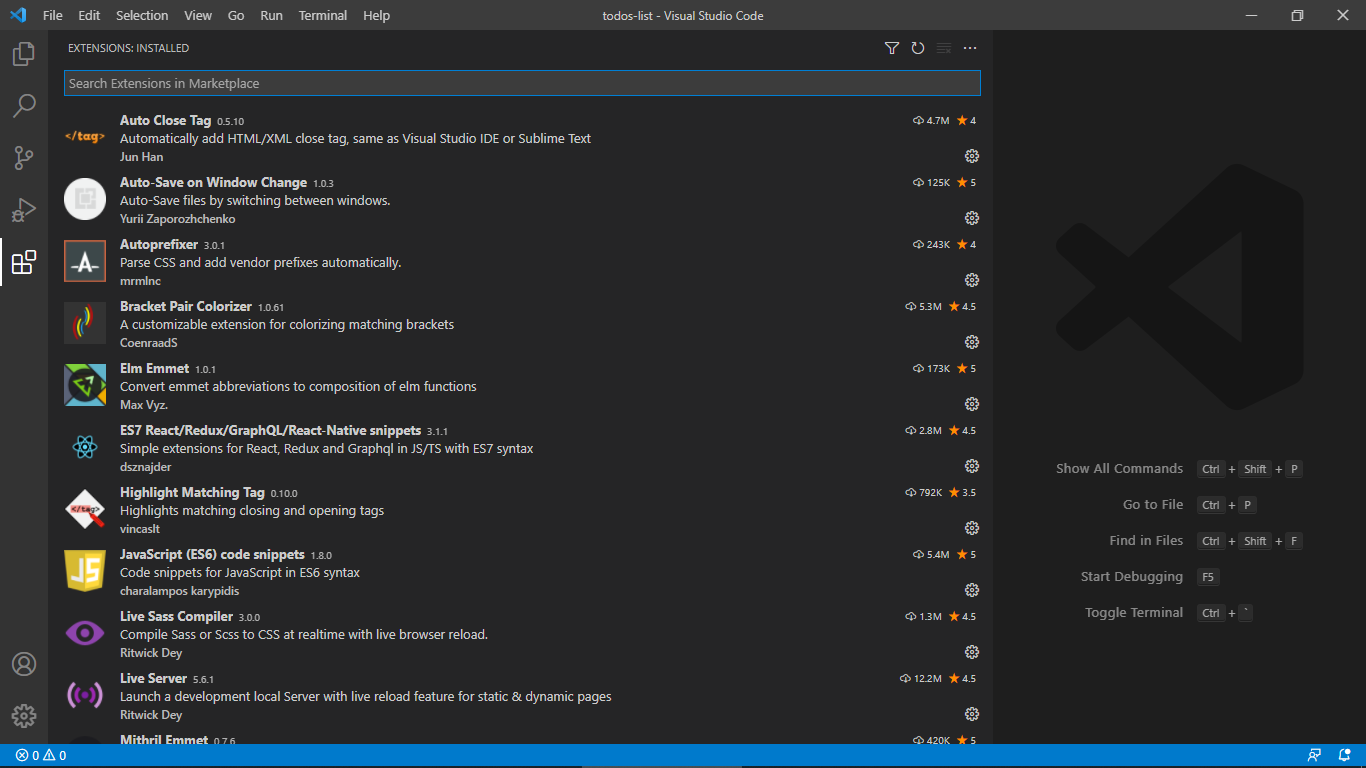 File Edit Selection View Go Run Terminal Help todos-list - Visual Studio Code
EXTENSIONS: INSTALLED
Search Extensions in Marketplace
</tag>
Auto Close Tag 0.5.10 4.7M 4
Automatically add HTML/XML close tag, same as Visual Studio IDE or Sublime Text
Jun Han
Auto-Save on Window Change 1.0.3 125K 5
Auto-Save files by switching between windows.
Yurii Zaporozhchenko
A
Autoprefixer 3.0.1 243K 4
Parse CSS and add vendor prefixes automatically.
mrmlnc
Bracket Pair Colorizer 1.0.61 5.3M 4.5
A customizable extension for colorizing matching brackets
CoenraadS
Elm Emmet 1.0.1 173K 5
Convert emmet abbreviations to composition of elm functions
Max Vyz.
ES7 React/Redux/GraphQL/React-Native snippets 3.1.1 2.8M 4.5
Simple extensions for React, Redux and Graphql in JS/TS with ES7 syntax
dsznajder
</tag>
Highlight Matching Tag 0.10.0 792K 3.5
Highlights matching closing and opening tags
vincaslt
JS
JavaScript (ES6) code snippets 1.8.0 5.4M 5
Code snippets for JavaScript in ES6 syntax
charalampos karypidis
Live Sass Compiler 3.0.0 1.3M 4.5
Compile Sass or Scss to CSS at realtime with live browser reload.
Ritwick Dey
Live Server 5.6.1 12.2M 4.5
Launch a development local Server with live reload feature for static & dynamic pages
Ritwick Dey
Mithril Emmet 0.7.6 420K 5
Show All Commands Ctrl + Shift + P
Go to File Ctrl + P
Find in Files Ctrl + Shift + F
Start Debugging F5
Toggle Terminal Ctrl + `
0 0